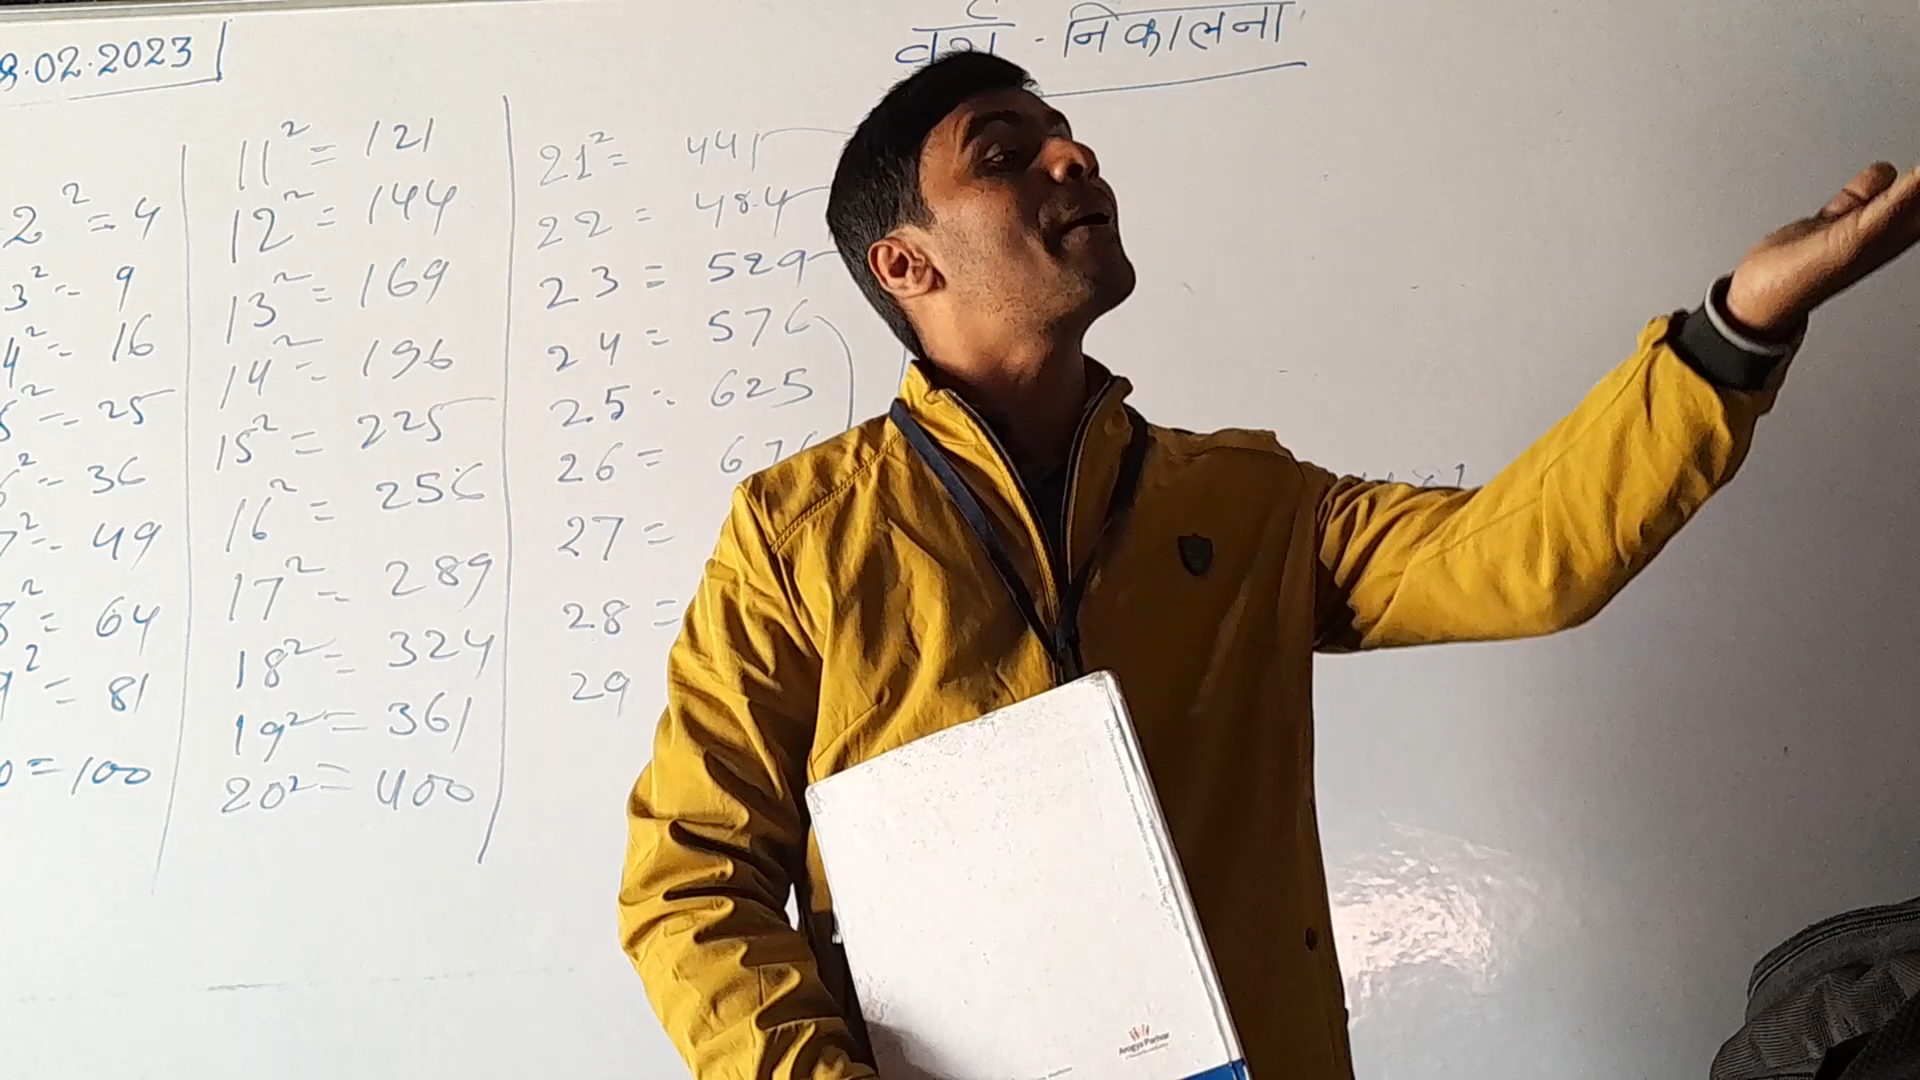 8.02.2023
वर्ग - निकालना
2² = 4
3² = 9
4² = 16
5² = 25
6² = 36
7² = 49
8² = 64
9² = 81
0 = 100
11² = 121
12² = 144
13² = 169
14² = 196
15² = 225
16² = 256
17² = 289
18² = 324
19² = 361
20² = 400
21² = 441
22 = 484
23 = 529
24 = 576
25 = 625
26 = 676
27 =
28 =
29
Arogya Parivar